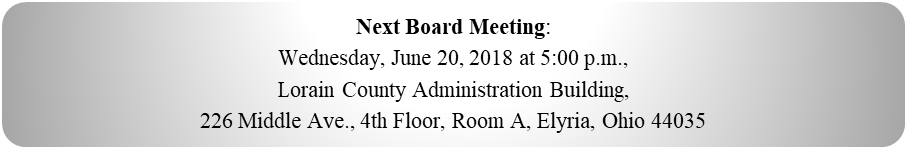 Next Board Meeting:
Wednesday, June 20, 2018 at 5:00 p.m.,
Lorain County Administration Building,
226 Middle Ave., 4th Floor, Room A, Elyria, Ohio 44035